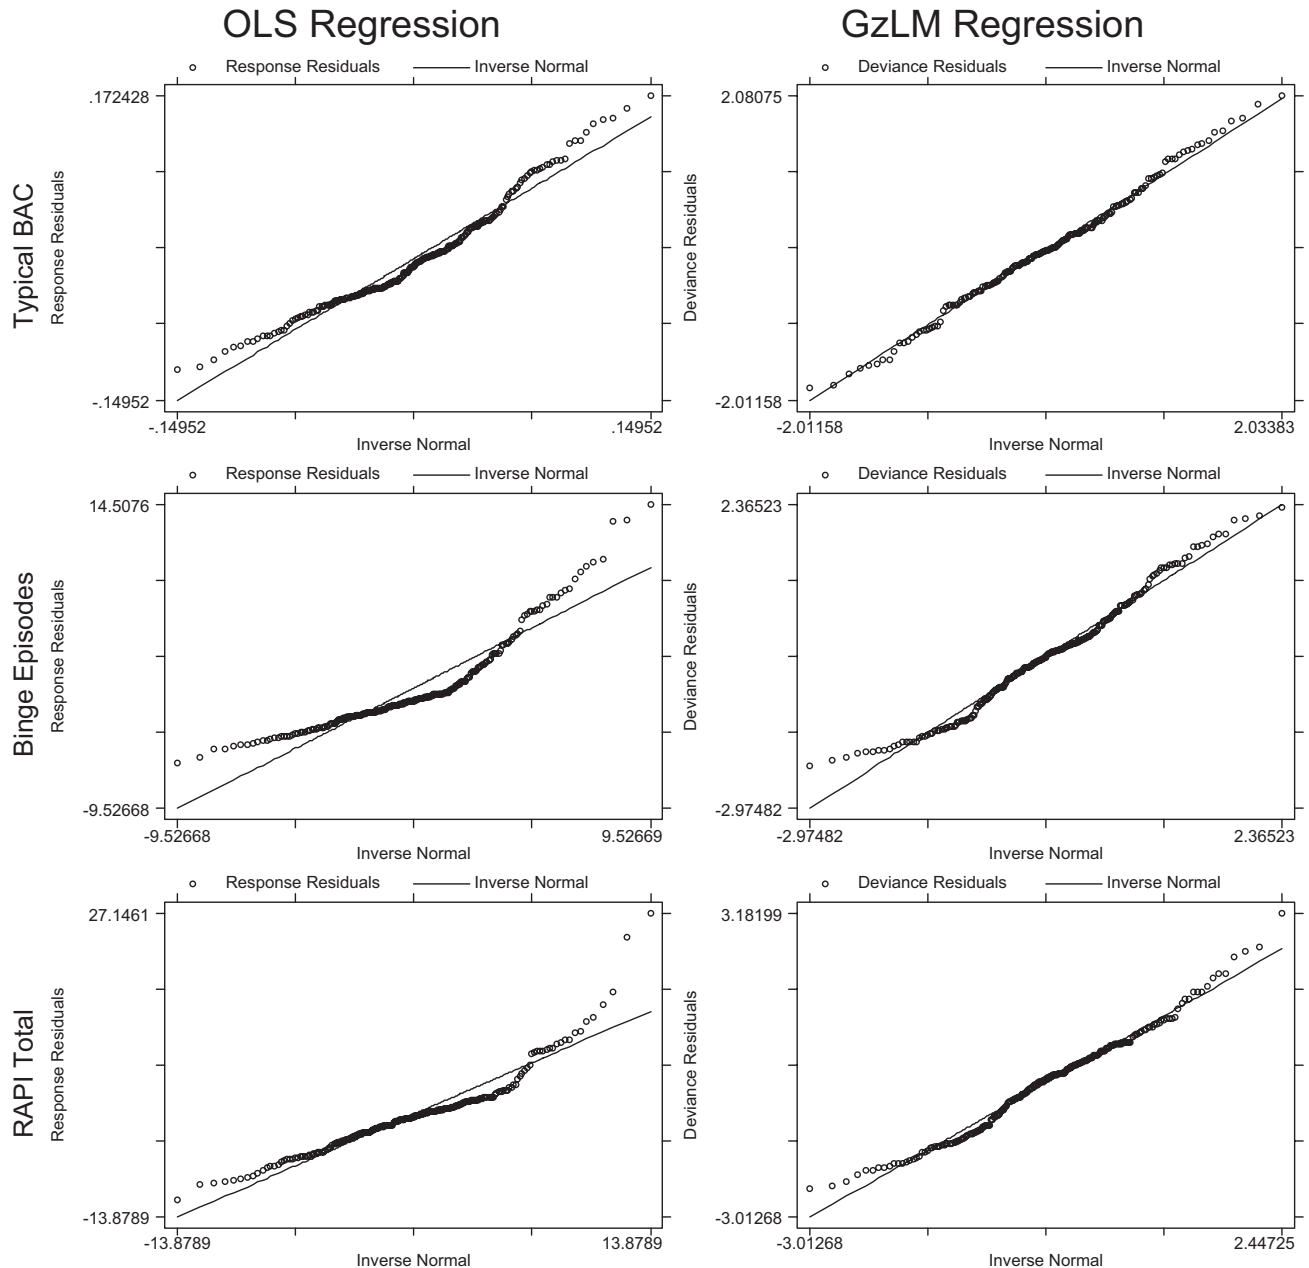 OLS Regression
GzLM Regression
Response Residuals Inverse Normal
Deviance Residuals Inverse Normal
Typical BAC
Response Residuals
.172428
-.14952
-.14952 .14952
Inverse Normal
Deviance Residuals
2.08075
-2.01158
-2.01158 2.03383
Inverse Normal
Response Residuals Inverse Normal
Deviance Residuals Inverse Normal
Binge Episodes
Response Residuals
14.5076
-9.52668
-9.52668 9.52669
Inverse Normal
Deviance Residuals
2.36523
-2.97482
-2.97482 2.36523
Inverse Normal
Response Residuals Inverse Normal
Deviance Residuals Inverse Normal
RAPI Total
Response Residuals
27.1461
-13.8789
-13.8789 13.8789
Inverse Normal
Deviance Residuals
3.18199
-3.01268
-3.01268 2.44725
Inverse Normal